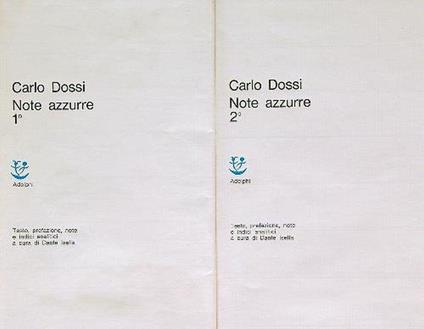 Carlo Dossi
Note azzurre
1°
Adelphi
Testo, prefazione, note
e indici analitici
a cura di Dante Isella
Carlo Dossi
Note azzurre
2°
Adelphi
Testo, prefazione, note
e indici analitici
a cura di Dante Isella